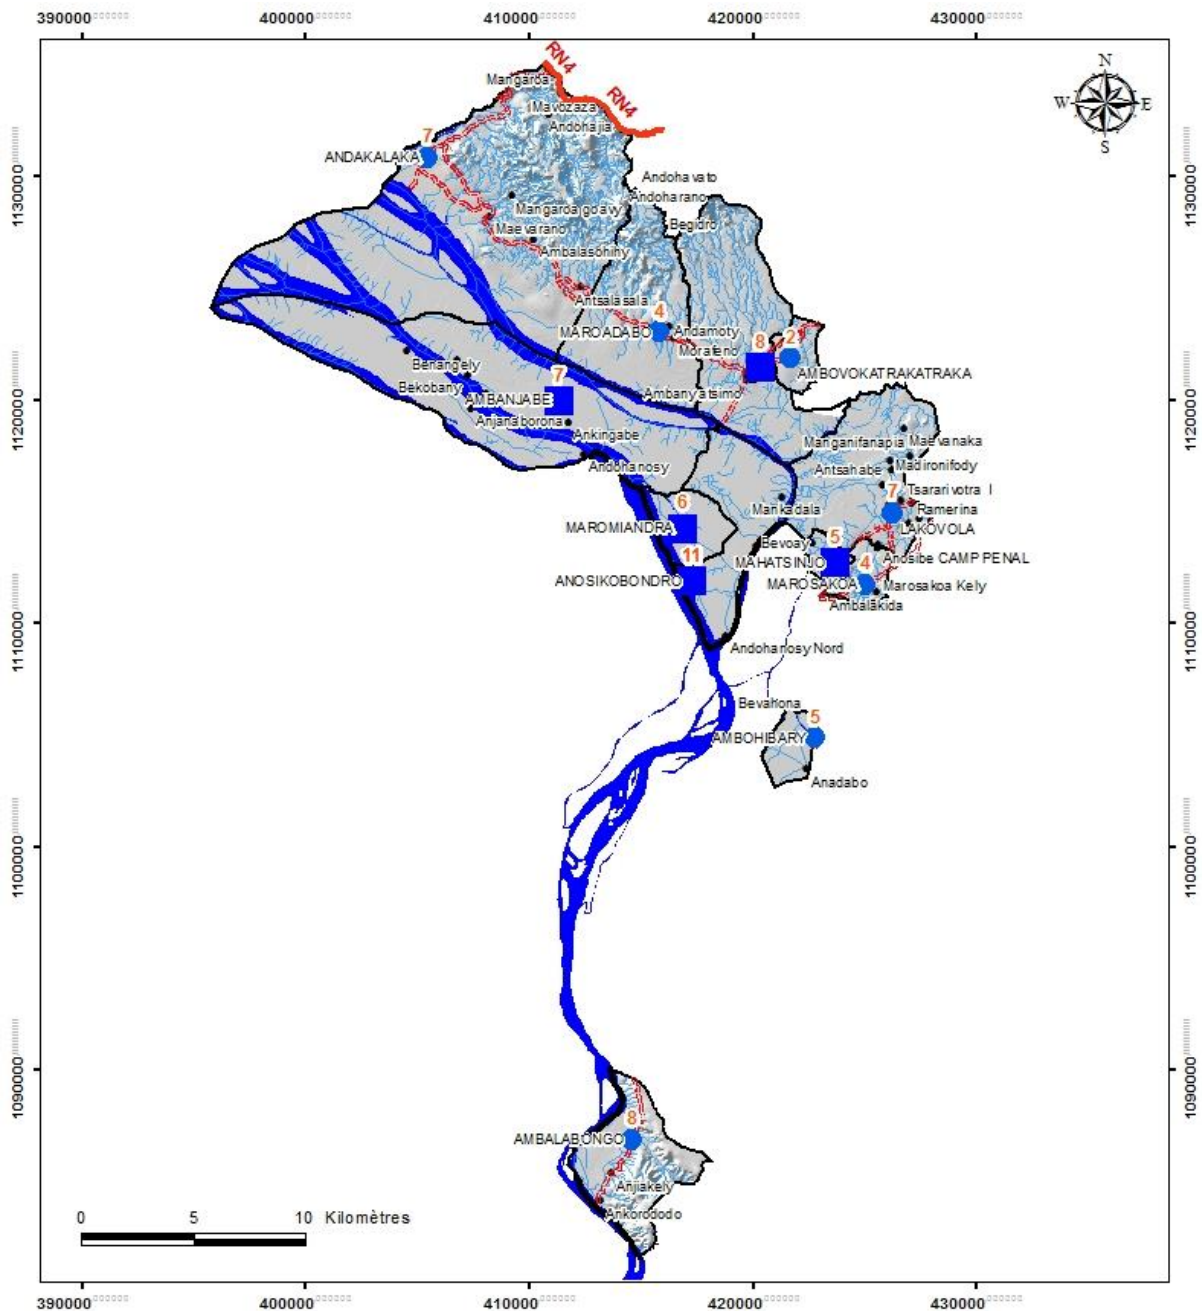 390000
400000
410000
420000
430000
N
W
E
S
RN4
RN4
Mangaroa
Mavozaza
Andohajia
7
ANDAKALAKA
1130000
1130000
Andohavato
Andoharano
Mangaroa goavy
Begidro
Maevarano
Ambalasohihy
Antsalasala
4
MAROADABO
Andamoty
Morafeno
8
2
AMBOVOKATRAKATRAKA
Benangely
Bekobany
7
AMBANJABE
Ambanyatsimo
1120000
1120000
Anjanaborona
Ankingabe
Manganifanapia
Maevanaka
Andohanosy
Antsahabe
Madironifody
Tsararivotra I
Marikadala
7
Ramerina
6
MAROMIANDRA
LAKOVOLA
5
Bevoay
MAHATSINJO
Anosibe CAMP PENAL
11
ANOSIKOBONDRO
4
MAROSAKOA
Marosakoa Kely
Ambalakida
1110000
1110000
Andohanosy Nord
Bevahona
5
AMBOHIBARY
Anadabo
1100000
1100000
1090000
1090000
8
AMBALABONGO
Anjiakely
Ankorododo
0
5
10 Kilomètres
390000
400000
410000
420000
430000